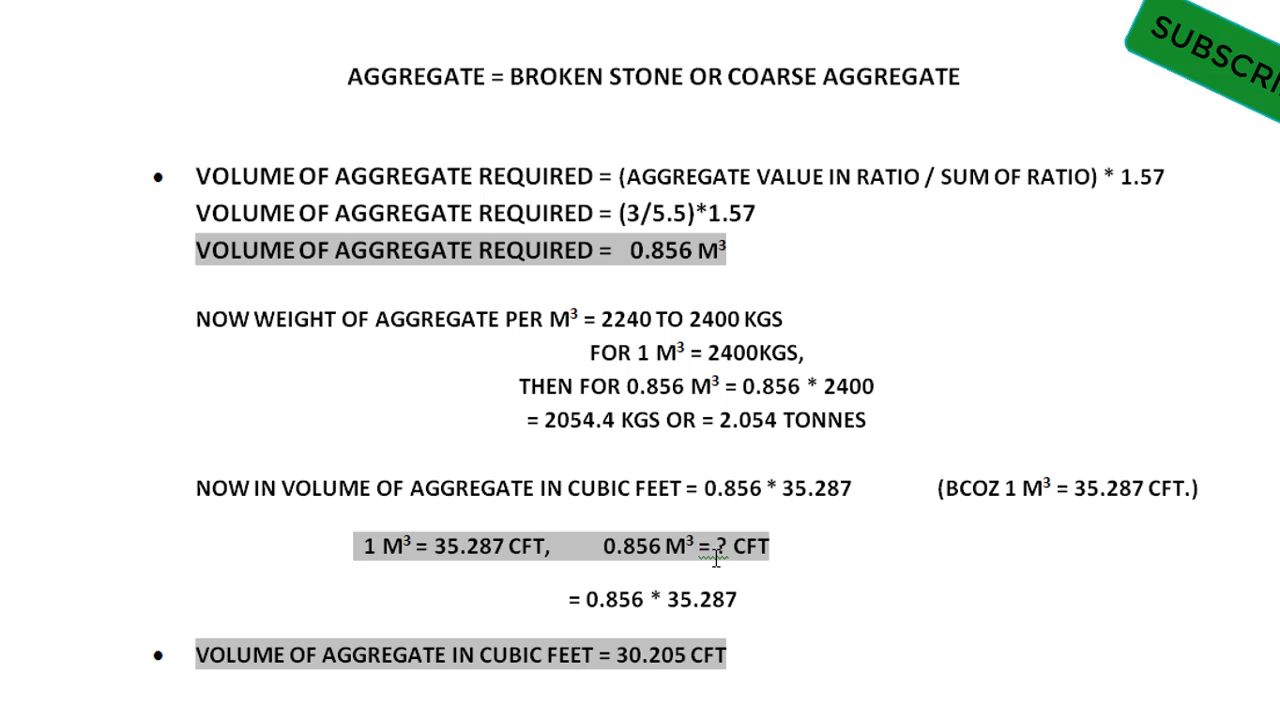 SUBSCRI
AGGREGATE = BROKEN STONE OR COARSE AGGREGATE
• VOLUME OF AGGREGATE REQUIRED = (AGGREGATE VALUE IN RATIO / SUM OF RATIO) * 1.57
VOLUME OF AGGREGATE REQUIRED = (3/5.5)*1.57
VOLUME OF AGGREGATE REQUIRED = 0.856 M³
NOW WEIGHT OF AGGREGATE PER M³ = 2240 TO 2400 KGS
FOR 1 M³ = 2400KGS,
THEN FOR 0.856 M³ = 0.856 * 2400
= 2054.4 KGS OR = 2.054 TONNES
NOW IN VOLUME OF AGGREGATE IN CUBIC FEET = 0.856 * 35.287 (BCOZ 1 M³ = 35.287 CFT.)
1 M³ = 35.287 CFT, 0.856 M³ = ? CFT
= 0.856 * 35.287
• VOLUME OF AGGREGATE IN CUBIC FEET = 30.205 CFT